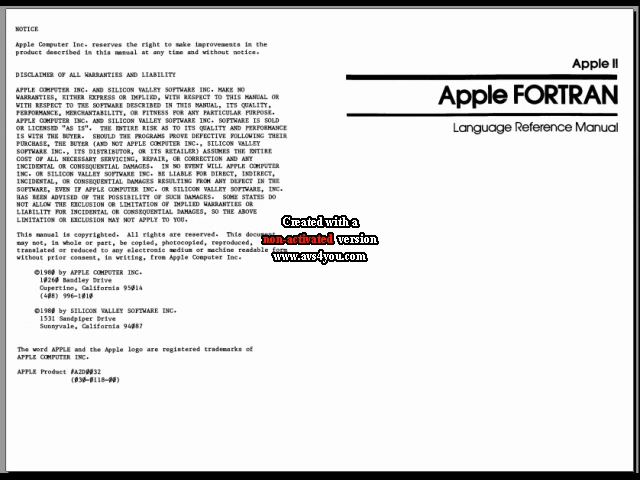 NOTICE
Apple Computer Inc. reserves the right to make improvements in the
product described in this manual at any time and without notice.
DISCLAIMER OF ALL WARRANTIES AND LIABILITY
APPLE COMPUTER INC. AND SILICON VALLEY SOFTWARE INC. MAKE NO
WARRANTIES, EITHER EXPRESS OR IMPLIED, WITH RESPECT TO THIS MANUAL OR
WITH RESPECT TO THE SOFTWARE DESCRIBED IN THIS MANUAL, ITS QUALITY,
PERFORMANCE, MERCHANTABILITY, OR FITNESS FOR ANY PARTICULAR PURPOSE.
APPLE COMPUTER INC. AND SILICON VALLEY SOFTWARE INC. SOFTWARE IS SOLD
OR LICENSED "AS IS". THE ENTIRE RISK AS TO ITS QUALITY AND PERFORMANCE
IS WITH THE BUYER. SHOULD THE PROGRAMS PROVE DEFECTIVE FOLLOWING THEIR
PURCHASE, THE BUYER (AND NOT APPLE COMPUTER INC., SILICON VALLEY
SOFTWARE INC., ITS DISTRIBUTOR, OR ITS RETAILER) ASSUMES THE ENTIRE
COST OF ALL NECESSARY SERVICING, REPAIR, OR CORRECTION AND ANY
INCIDENTAL OR CONSEQUENTIAL DAMAGES. IN NO EVENT WILL APPLE COMPUTER
INC. OR SILICON VALLEY SOFTWARE INC. BE LIABLE FOR DIRECT, INDIRECT,
INCIDENTAL, OR CONSEQUENTIAL DAMAGES RESULTING FROM ANY DEFECT IN THE
SOFTWARE, EVEN IF APPLE COMPUTER INC. OR SILICON VALLEY SOFTWARE, INC.
HAS BEEN ADVISED OF THE POSSIBILITY OF SUCH DAMAGES. SOME STATES DO
NOT ALLOW THE EXCLUSION OR LIMITATION OF IMPLIED WARRANTIES OR
LIABILITY FOR INCIDENTAL OR CONSEQUENTIAL DAMAGES, SO THE ABOVE
LIMITATION OR EXCLUSION MAY NOT APPLY TO YOU.
This manual is copyrighted. All rights are reserved. This document
may not, in whole or part, be copied, photocopied, reproduced,
translated or reduced to any electronic medium or machine readable form
without prior consent, in writing, from Apple Computer Inc.
©1980 by APPLE COMPUTER INC.
10260 Bandley Drive
Cupertino, California 95014
(408) 996-1010
©1980 by SILICON VALLEY SOFTWARE INC.
1531 Sandpiper Drive
Sunnyvale, California 94087
The word APPLE and the Apple logo are registered trademarks of
APPLE COMPUTER INC.
APPLE Product #A2D0032
(030-0118-00)
Apple II
Apple FORTRAN
Language Reference Manual
Created with a
non-activated version
www.avs4you.com